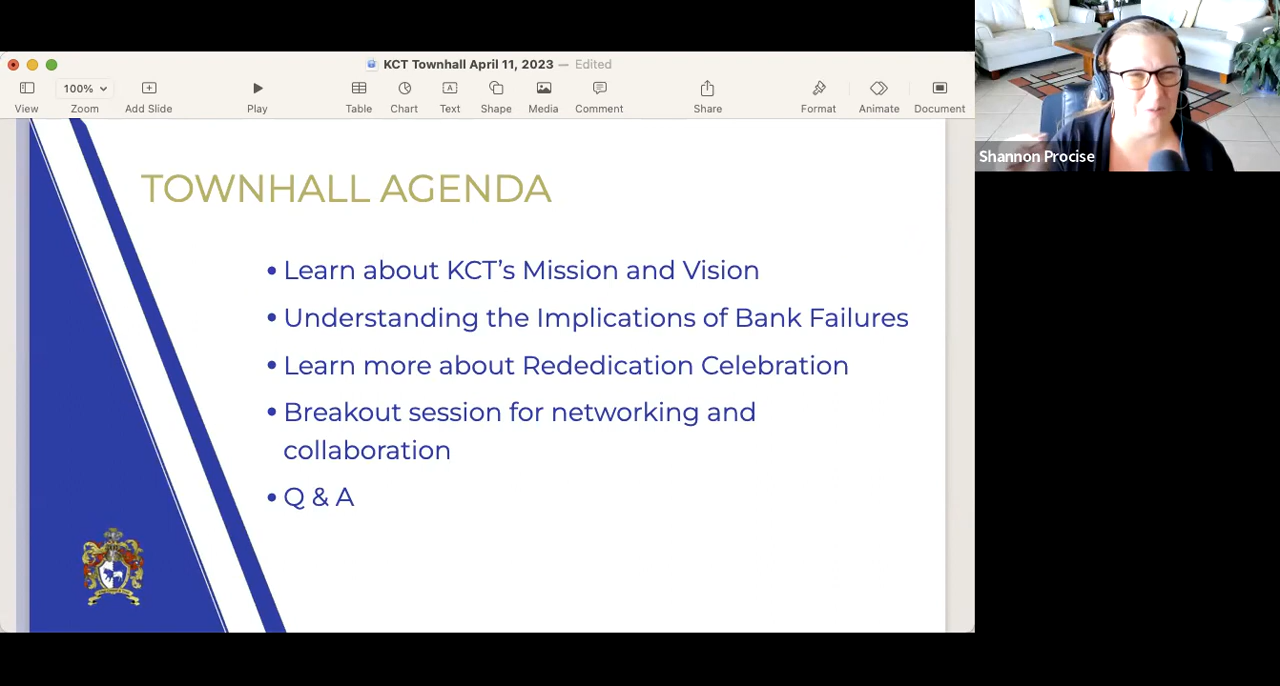 KCT Townhall April 11, 2023 — Edited
100%
View
Zoom
Add Slide
Play
Table
Chart
Text
Shape
Media
Comment
Share
Format
Animate
Document
TOWNHALL AGENDA
• Learn about KCT’s Mission and Vision
• Understanding the Implications of Bank Failures
• Learn more about Rededication Celebration
• Breakout session for networking and
collaboration
• Q & A
Shannon Procise